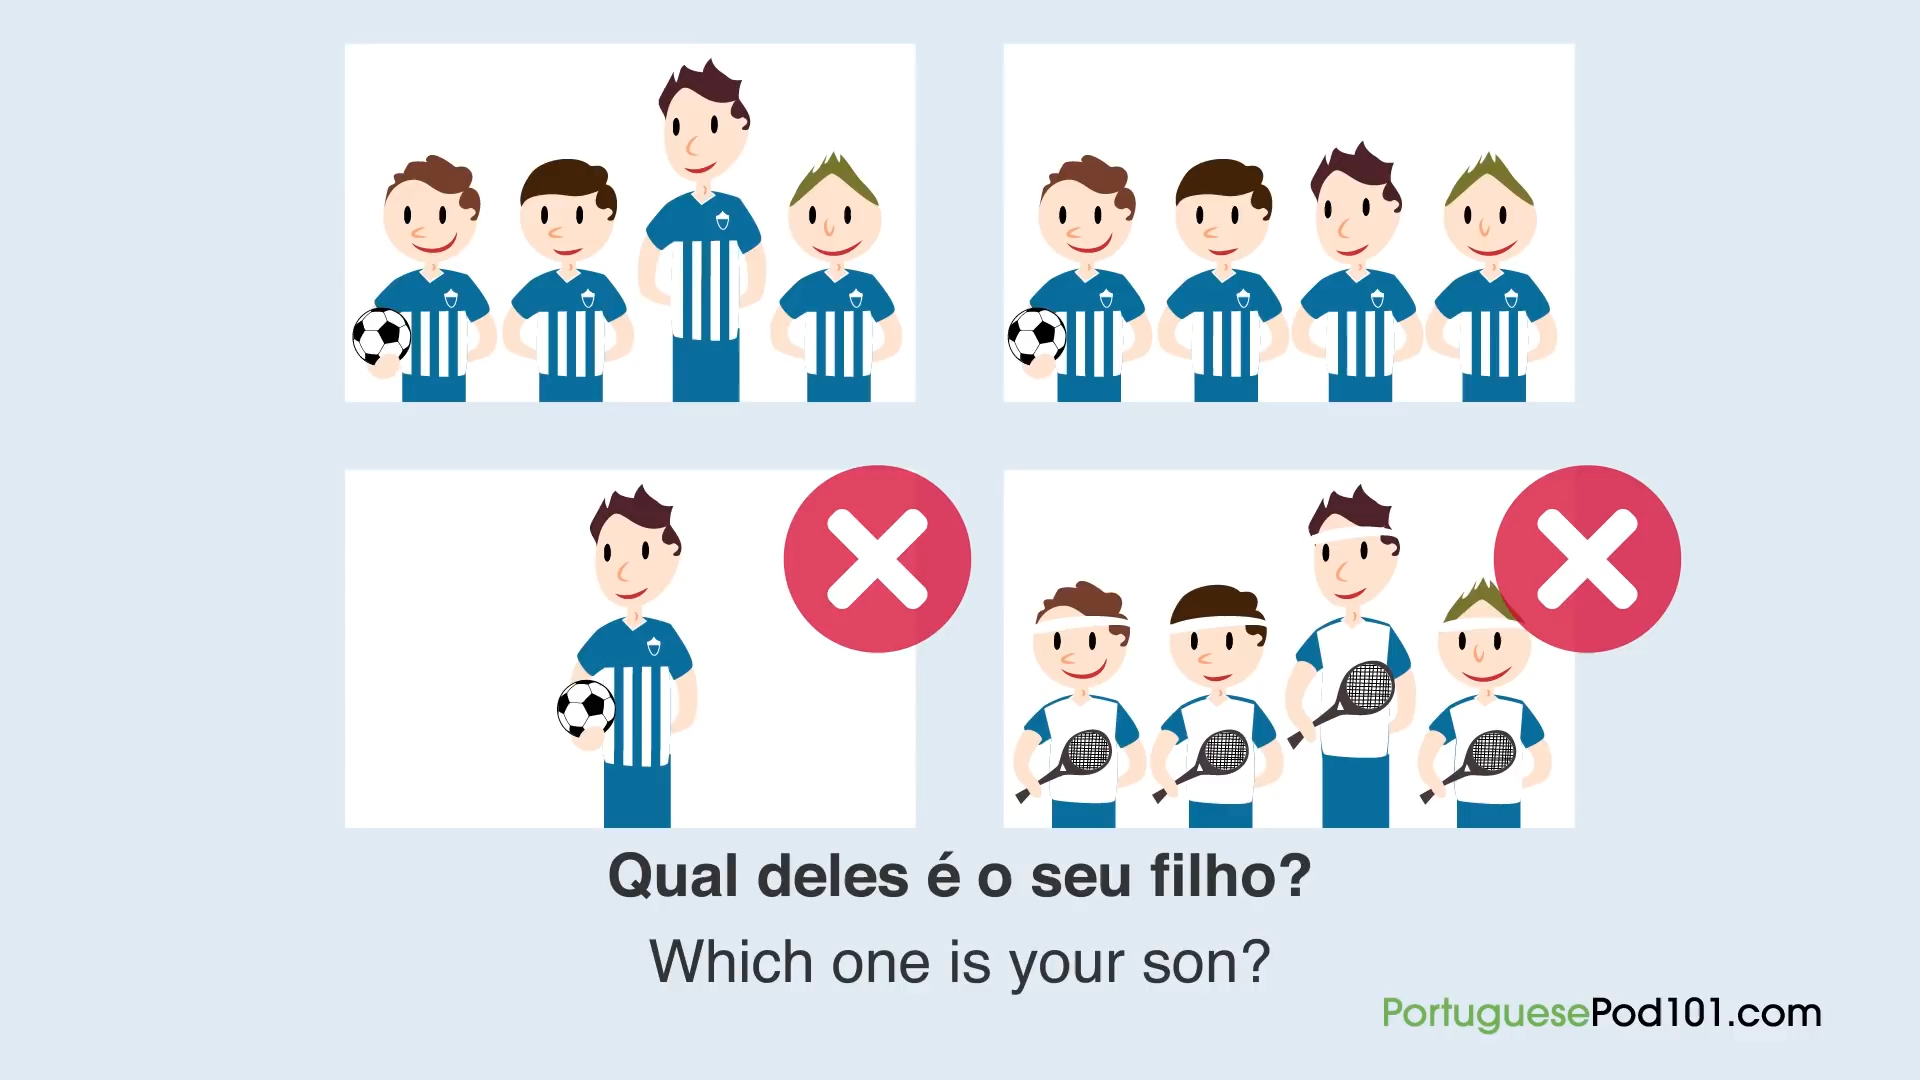 Qual deles é o seu filho?
Which one is your son?
PortuguesePod101.com